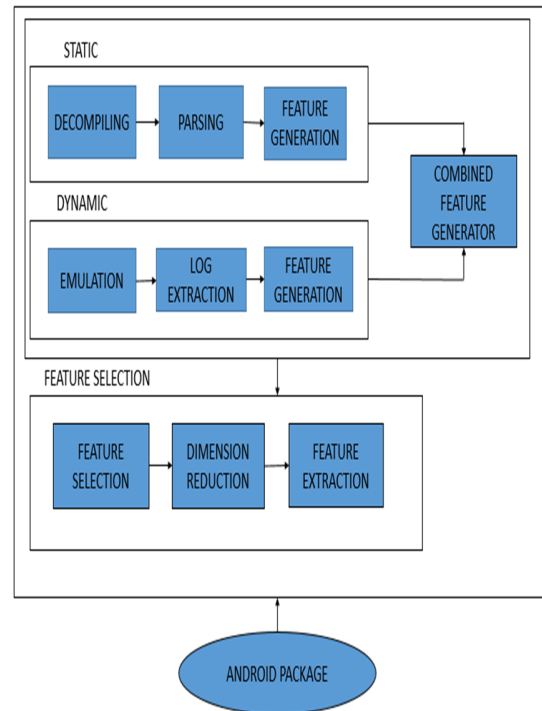 STATIC
DECOMPILING
PARSING
FEATURE
GENERATION
COMBINED
FEATURE
GENERATOR
DYNAMIC
EMULATION
LOG
EXTRACTION
FEATURE
GENERATION
FEATURE SELECTION
FEATURE
SELECTION
DIMENSION
REDUCTION
FEATURE
EXTRACTION
ANDROID PACKAGE